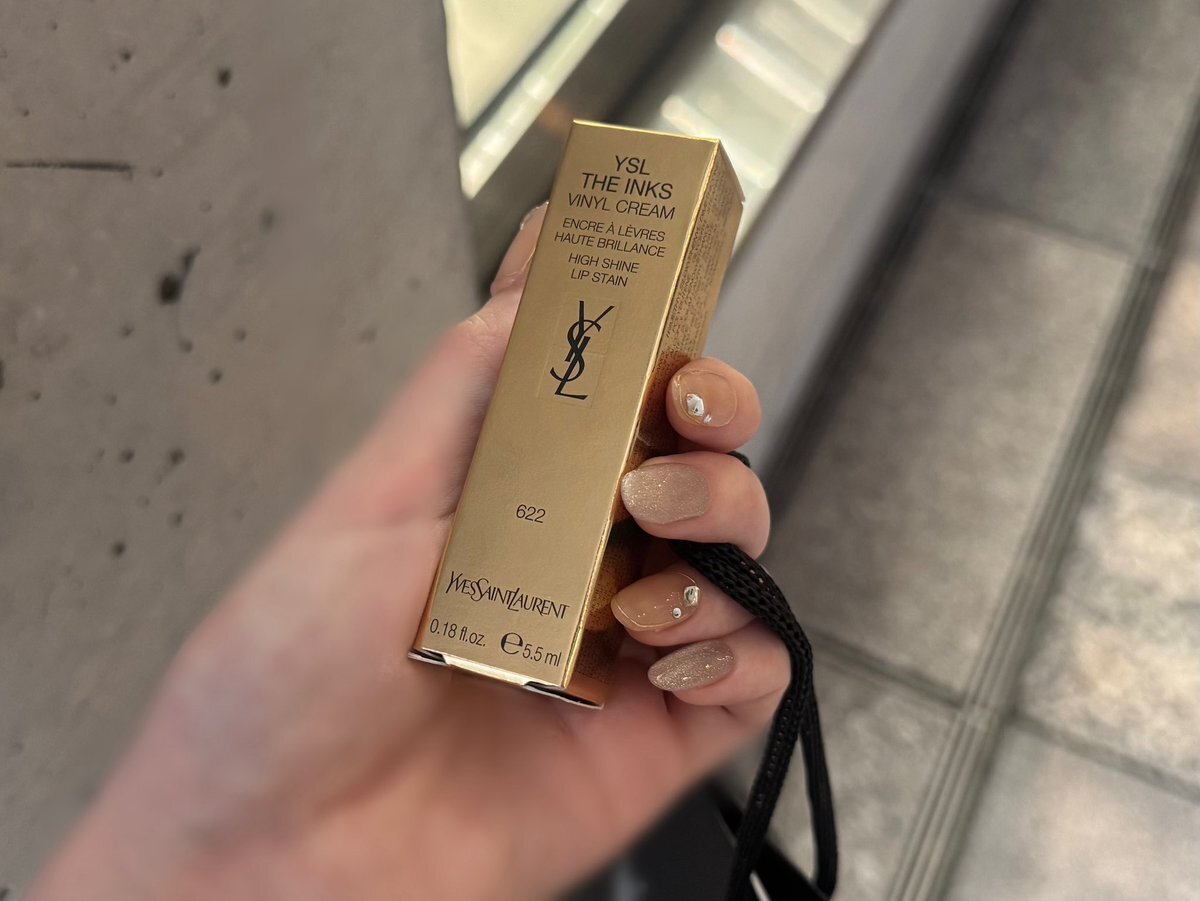 YSL
THE INKS
VINYL CREAM
ENCRE À LÈVRES
HAUTE BRILLANCE
HIGH SHINE
LIP STAIN
YSL
622
YVESSAINTLAURENT
0.18 fl.oz. ℮ 5.5 ml